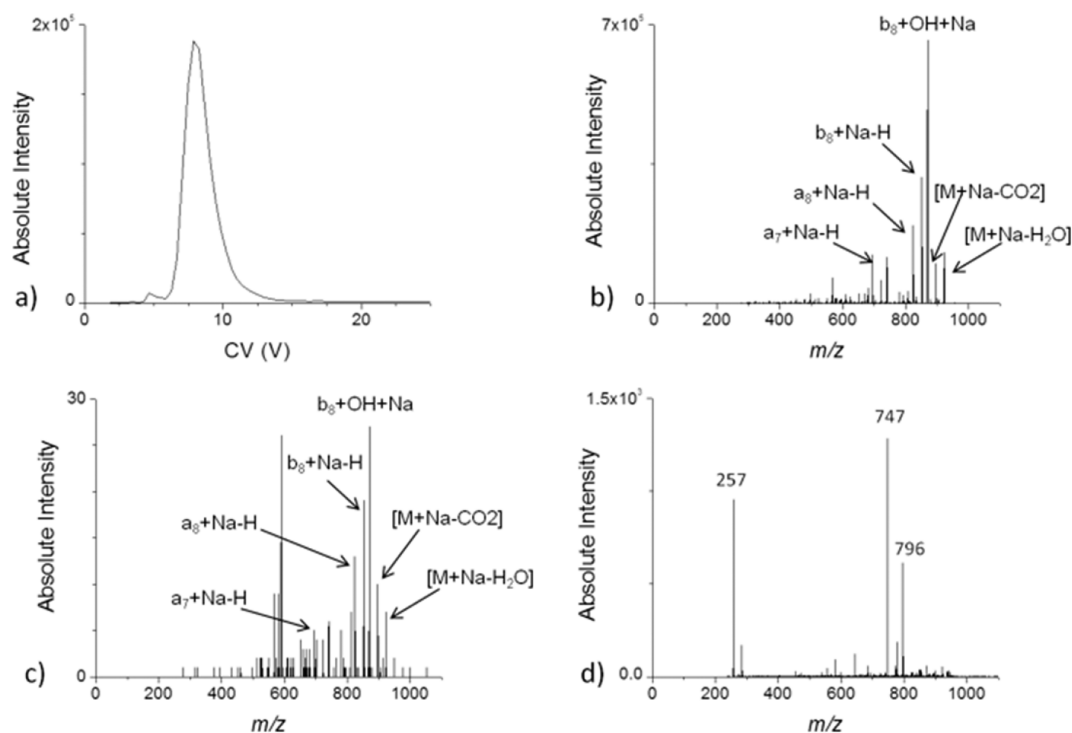 2x10⁵
Absolute Intensity
0
0
10
20
CV (V)
a)
7x10⁵
Absolute Intensity
0
b₈+OH+Na
b₈+Na-H
a₈+Na-H
a₇+Na-H
[M+Na-CO2]
[M+Na-H₂O]
0
200
400
600
800
1000
m/z
b)
30
Absolute Intensity
0
b₈+OH+Na
b₈+Na-H
a₈+Na-H
a₇+Na-H
[M+Na-CO2]
[M+Na-H₂O]
0
200
400
600
800
1000
m/z
c)
1.5x10³
Absolute Intensity
0.0
257
747
796
0
200
400
600
800
1000
m/z
d)